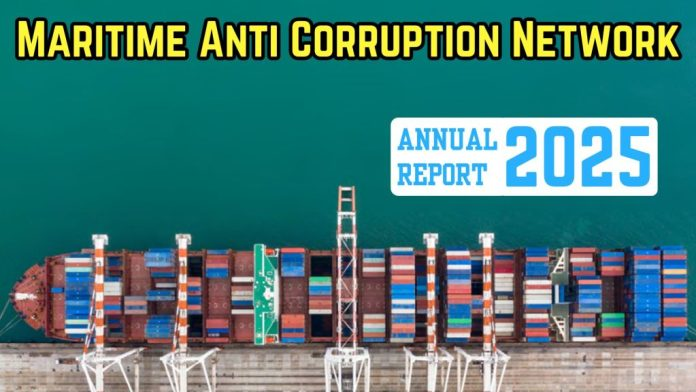 MARITIME ANTI CORRUPTION NETWORK
ANNUAL
REPORT
2025